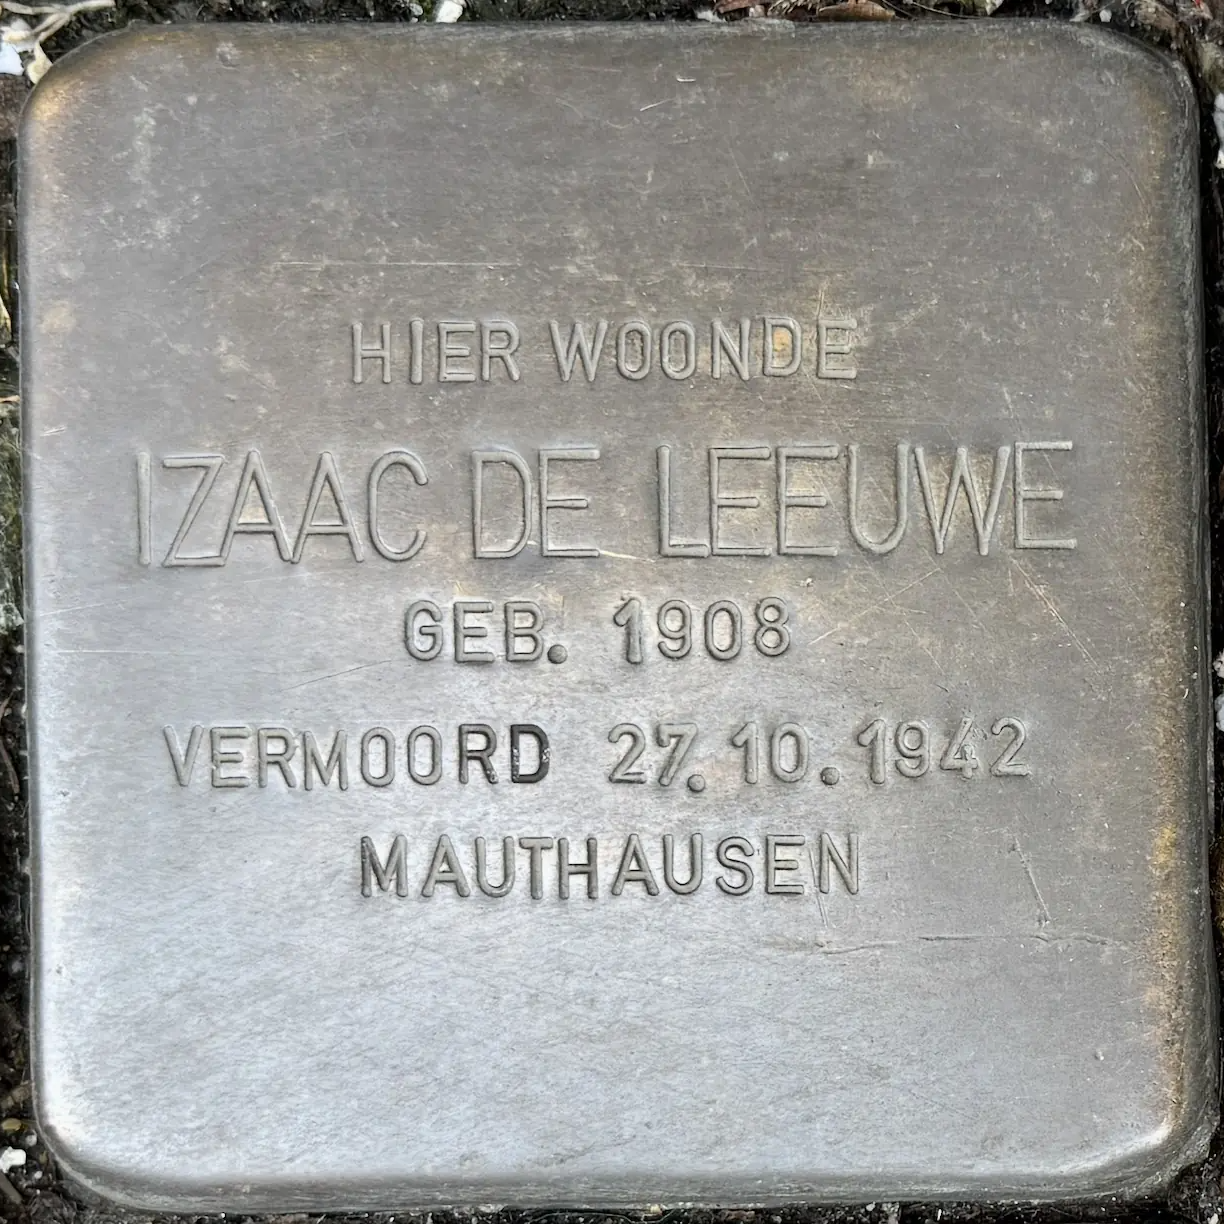 HIER WOONDE
IZAAC DE LEEUWE
GEB. 1908
VERMOORD 27.10.1942
MAUTHAUSEN